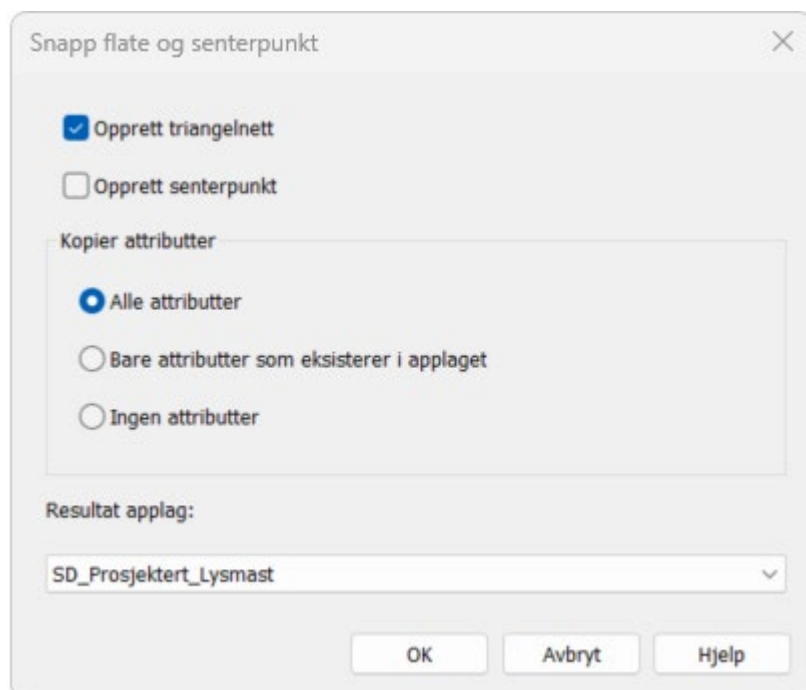 Snapp flate og senterpunkt
Opprett triangelnett
Opprett senterpunkt
Kopier attributter
Alle attributter
Bare attributter som eksisterer i applaget
Ingen attributter
Resultat applag:
SD_Prosjektert_Lysmast
OK Avbryt Hjelp